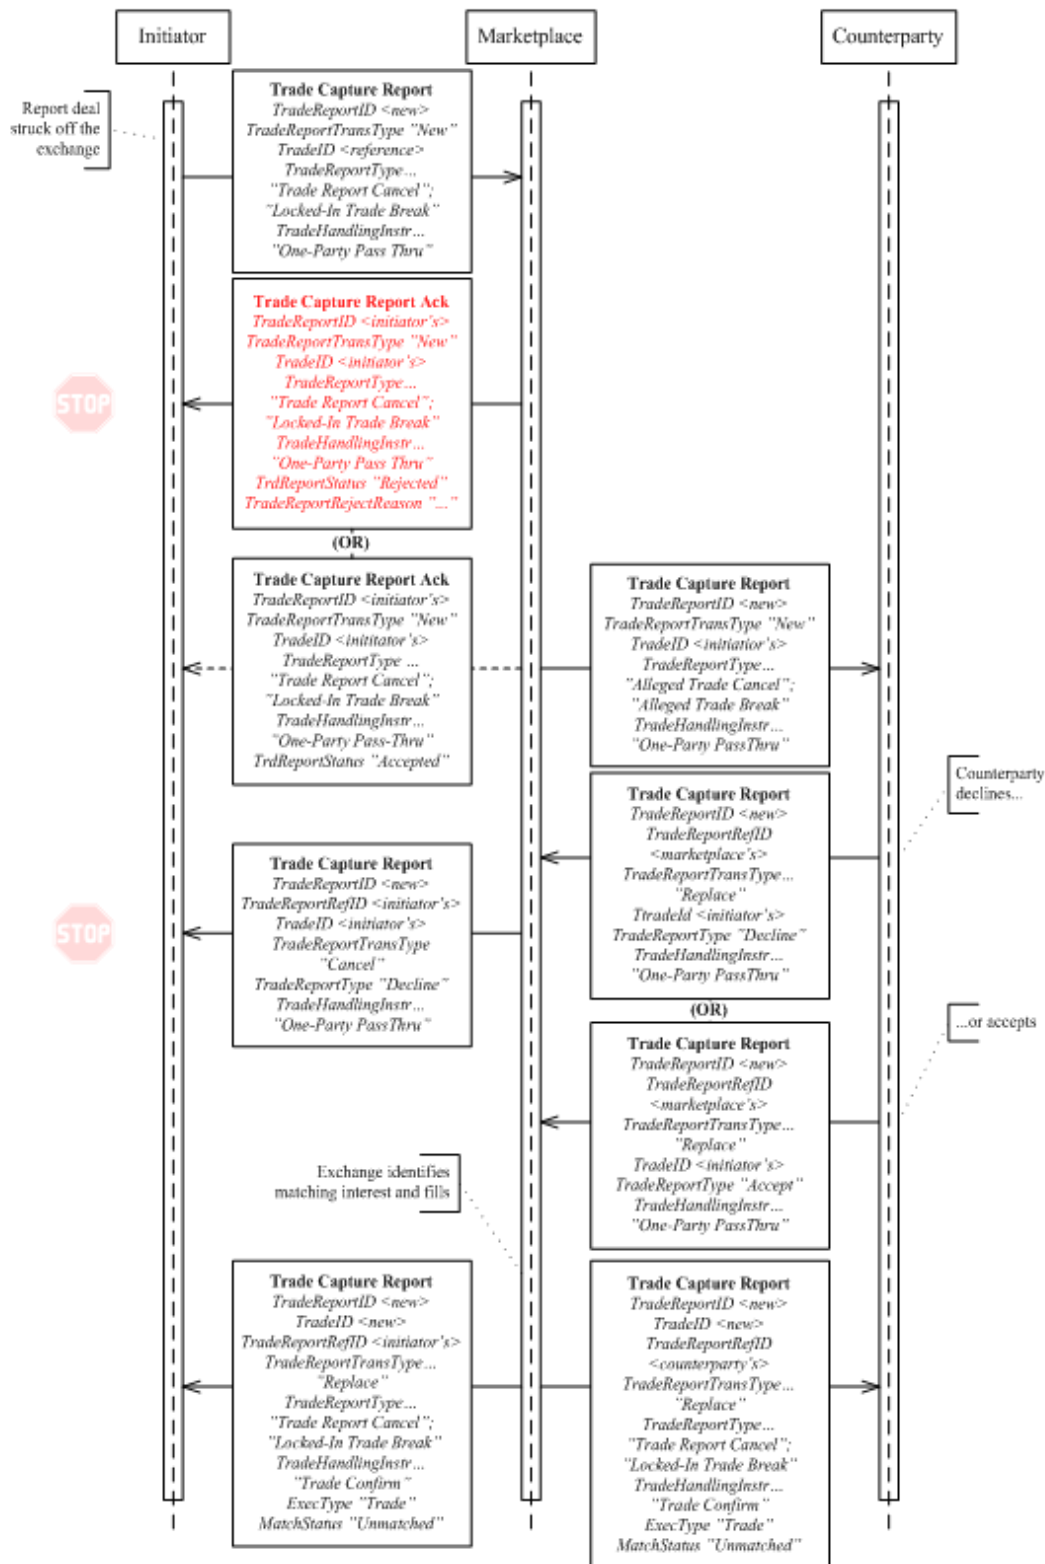 Initiator
Marketplace
Counterparty
Report deal
struck off the
exchange
Trade Capture Report
TradeReportID <new>
TradeReportTransType "New"
TradeID <reference>
TradeReportType...
"Trade Report Cancel";
"Locked-In Trade Break"
TradeHandlingInstr...
"One-Party Pass Thru"
Trade Capture Report Ack
TradeReportID <initiator's>
TradeReportTransType "New"
TradeID <initiator's>
TradeReportType...
"Trade Report Cancel";
"Locked-In Trade Break"
TradeHandlingInstr...
"One-Party Pass Thru"
TrdReportStatus "Rejected"
TradeReportRejectReason "..."
STOP
(OR)
Trade Capture Report Ack
TradeReportID <initiator's>
TradeReportTransType "New"
TradeID <inititator's>
TradeReportType ...
"Trade Report Cancel";
"Locked-In Trade Break"
TradeHandlingInstr...
"One-Party Pass-Thru"
TrdReportStatus "Accepted"
Trade Capture Report
TradeReportID <new>
TradeReportTransType "New"
TradeID <initiatior's>
TradeReportType...
"Alleged Trade Cancel";
"Alleged Trade Break"
TradeHandlingInstr...
"One-Party PassThru"
Counterparty
declines...
Trade Capture Report
TradeReportID <new>
TradeReportRefID
<marketplace's>
TradeReportTransType...
"Replace"
TtradeId <initiator's>
TradeReportType "Decline"
TradeHandlingInstr...
"One-Party PassThru"
Trade Capture Report
TradeReportID <new>
TradeReportRefID <initiator's>
TradeID <initiator's>
TradeReportTransType
"Cancel"
TradeReportType "Decline"
TradeHandlingInstr...
"One-Party PassThru"
STOP
(OR)
...or accepts
Trade Capture Report
TradeReportID <new>
TradeReportRefID
<marketplace's>
TradeReportTransType...
"Replace"
TradeID <initiator's>
TradeReportType "Accept"
TradeHandlingInstr...
"One-Party PassThru"
Exchange identifies
matching interest and fills
Trade Capture Report
TradeReportID <new>
TradeID <new>
TradeReportRefID <initiator's>
TradeReportTransType...
"Replace"
TradeReportType...
"Trade Report Cancel";
"Locked-In Trade Break"
TradeHandlingInstr...
"Trade Confirm"
ExecType "Trade"
MatchStatus "Unmatched"
Trade Capture Report
TradeReportID <new>
TradeID <new>
TradeReportRefID
<counterparty's>
TradeReportTransType...
"Replace"
TradeReportType...
"Trade Report Cancel";
"Locked-In Trade Break"
TradeHandlingInstr...
"Trade Confirm"
ExecType "Trade"
MatchStatus "Unmatched"